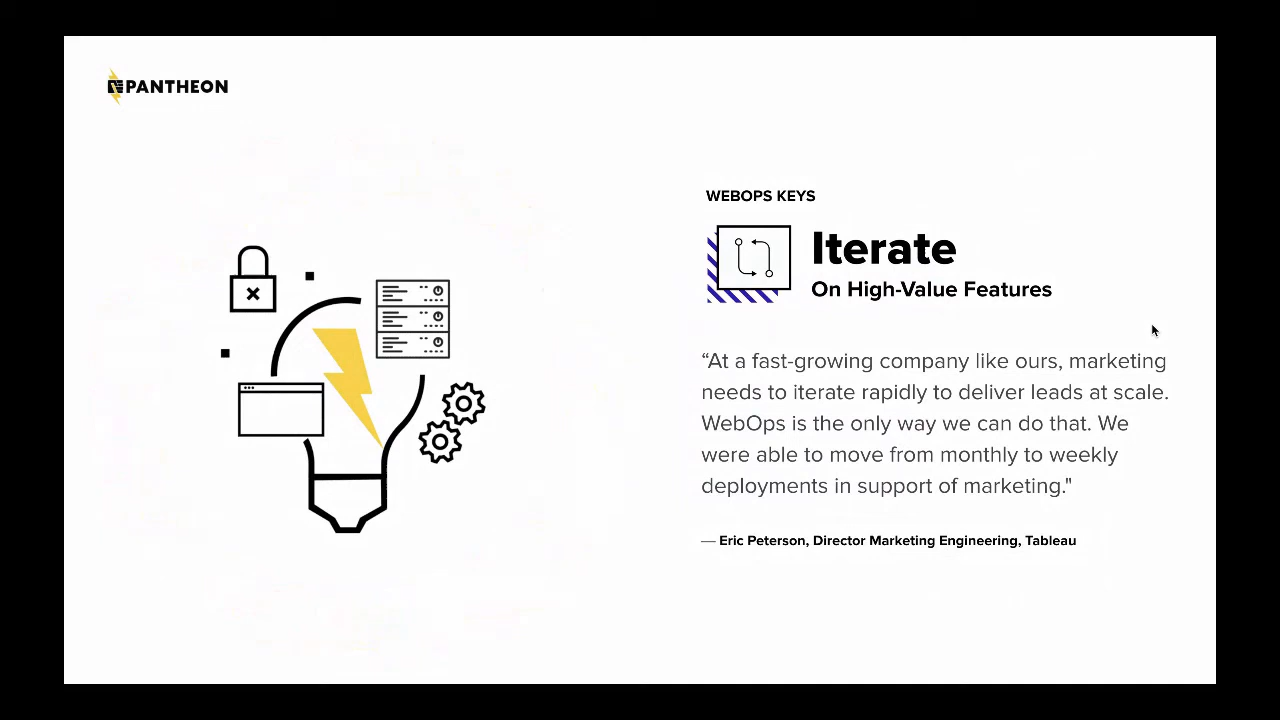 PANTHEON
WEBOPS KEYS
Iterate
On High-Value Features
“At a fast-growing company like ours, marketing
needs to iterate rapidly to deliver leads at scale.
WebOps is the only way we can do that. We
were able to move from monthly to weekly
deployments in support of marketing."
— Eric Peterson, Director Marketing Engineering, Tableau